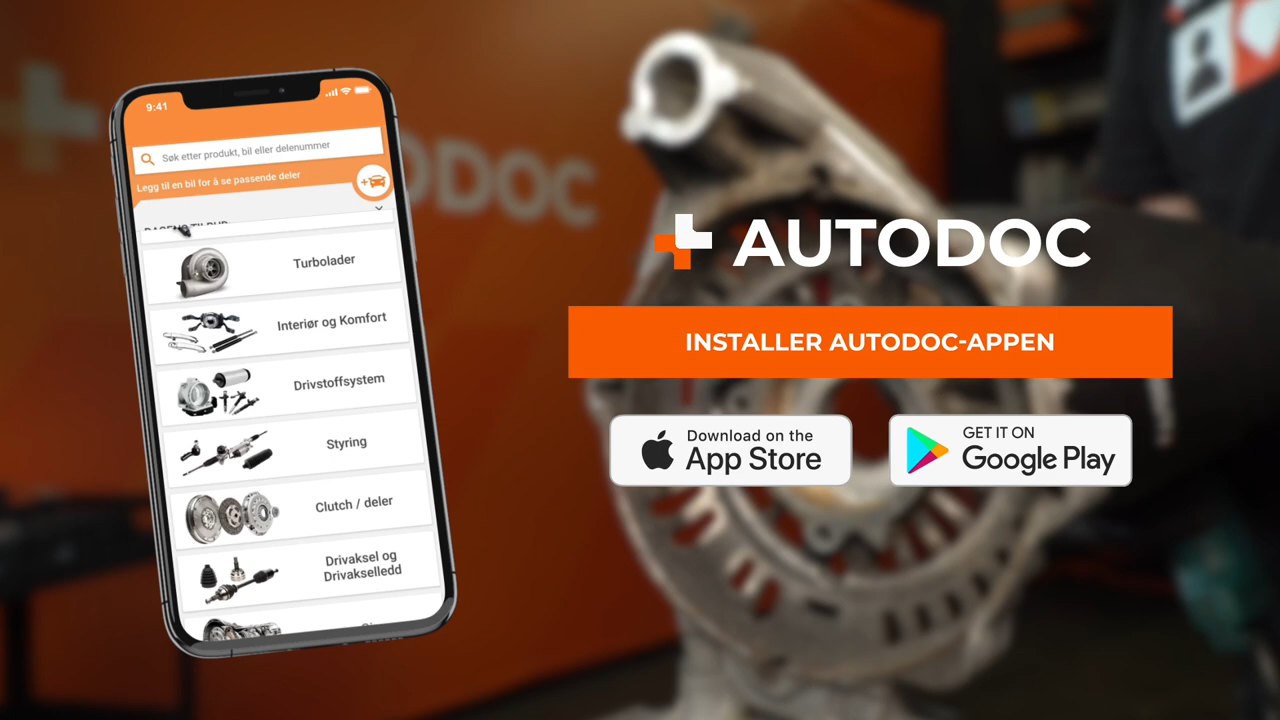 9:41
Søk etter produkt, bil eller delenummer
Legg til en bil for å se passende deler
Turbolader
Interiør og Komfort
Drivstoffsystem
Styring
Clutch / deler
Drivaksel og
Drivakselledd
ODOC
AUTODOC
INSTALLER AUTODOC-APPEN
Download on the
App Store
GET IT ON
Google Play